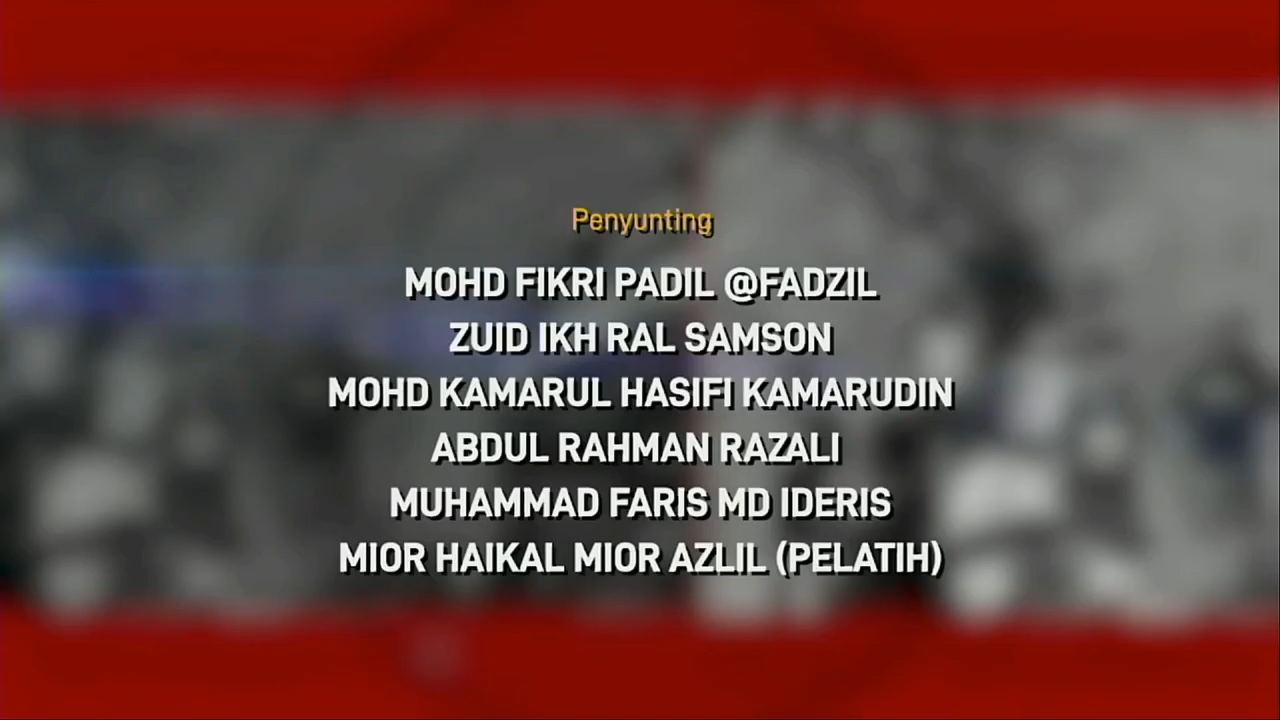 Penyunting
MOHD FIKRI PADIL @FADZIL
ZUID IKH RAL SAMSON
MOHD KAMARUL HASIFI KAMARUDIN
ABDUL RAHMAN RAZALI
MUHAMMAD FARIS MD IDERIS
MIOR HAIKAL MIOR AZLIL (PELATIH)